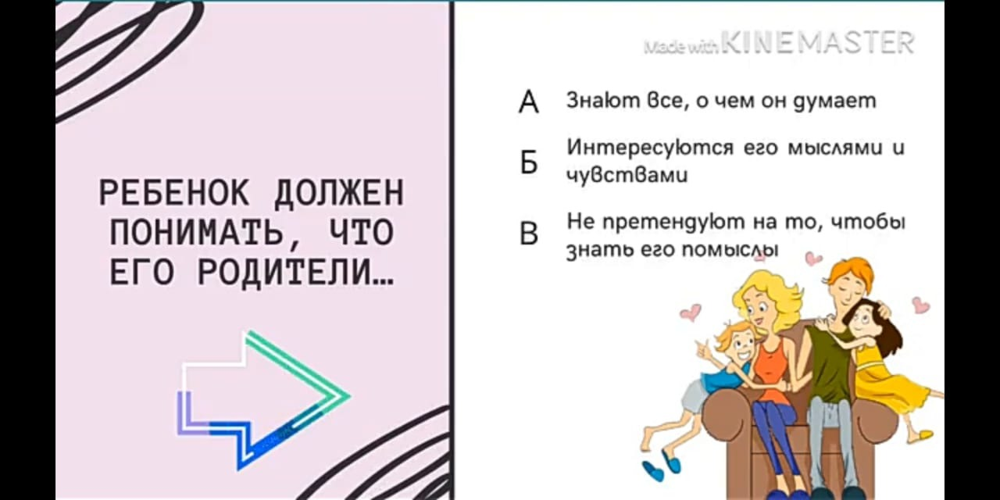 РЕБЕНОК ДОЛЖЕН
ПОНИМАТЬ, ЧТО
ЕГО РОДИТЕЛИ…
Made with KINEMASTER
А Знают все, о чем он думает
Б Интересуются его мыслями и
чувствами
В Не претендуют на то, чтобы
знать его помыслы